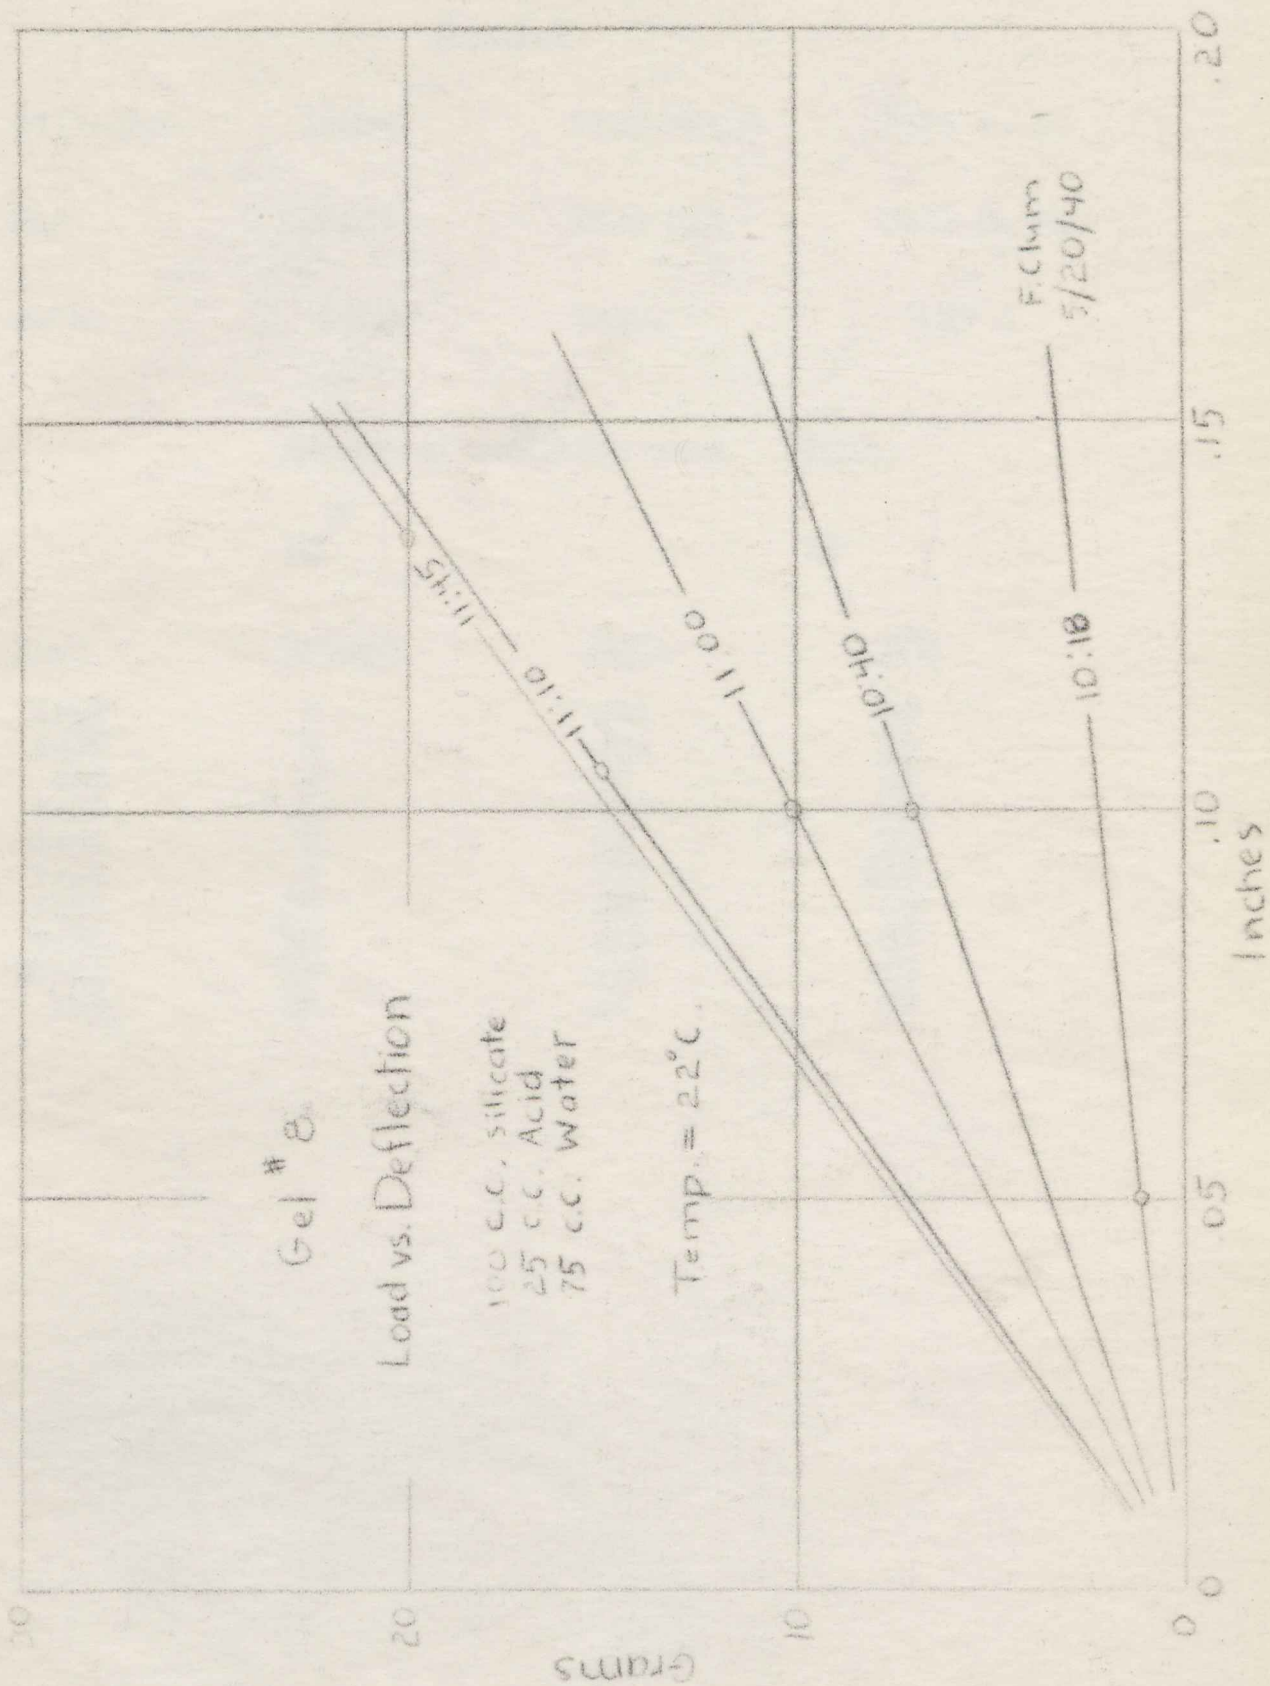 Gel #8
Load vs. Deflection
100 c.c. silicate
25 c.c. Acid
75 c.c. Water
Temp. = 22°C.
11:45
11:10
11:00
10:40
10:18
F. Clum
5/20/40
Grams
30
20
10
0
0
.05
.10
.15
.20
Inches